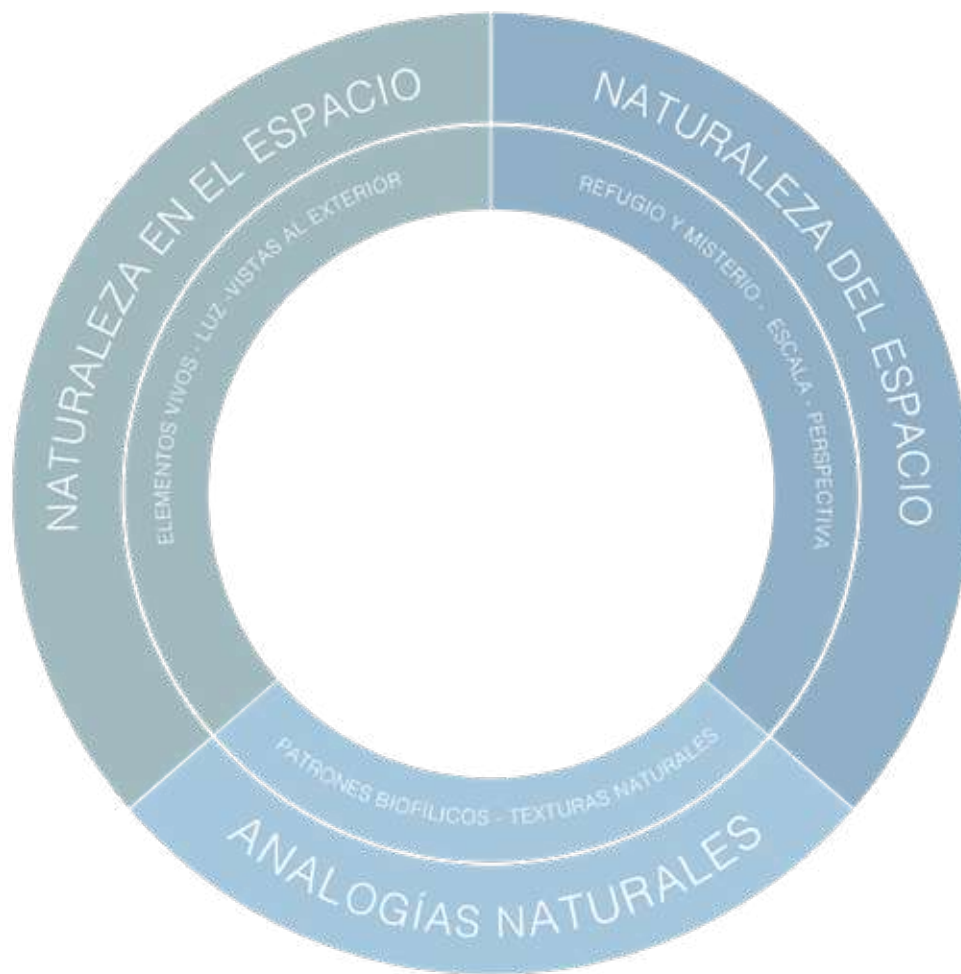 NATURALEZA EN EL ESPACIO
ELEMENTOS VIVOS - LUZ -VISTAS AL EXTERIOR
NATURALEZA DEL ESPACIO
REFUGIO Y MISTERIO - ESCALA - PERSPECTIVA
PATRONES BIOFÍLICOS - TEXTURAS NATURALES
ANALOGÍAS NATURALES